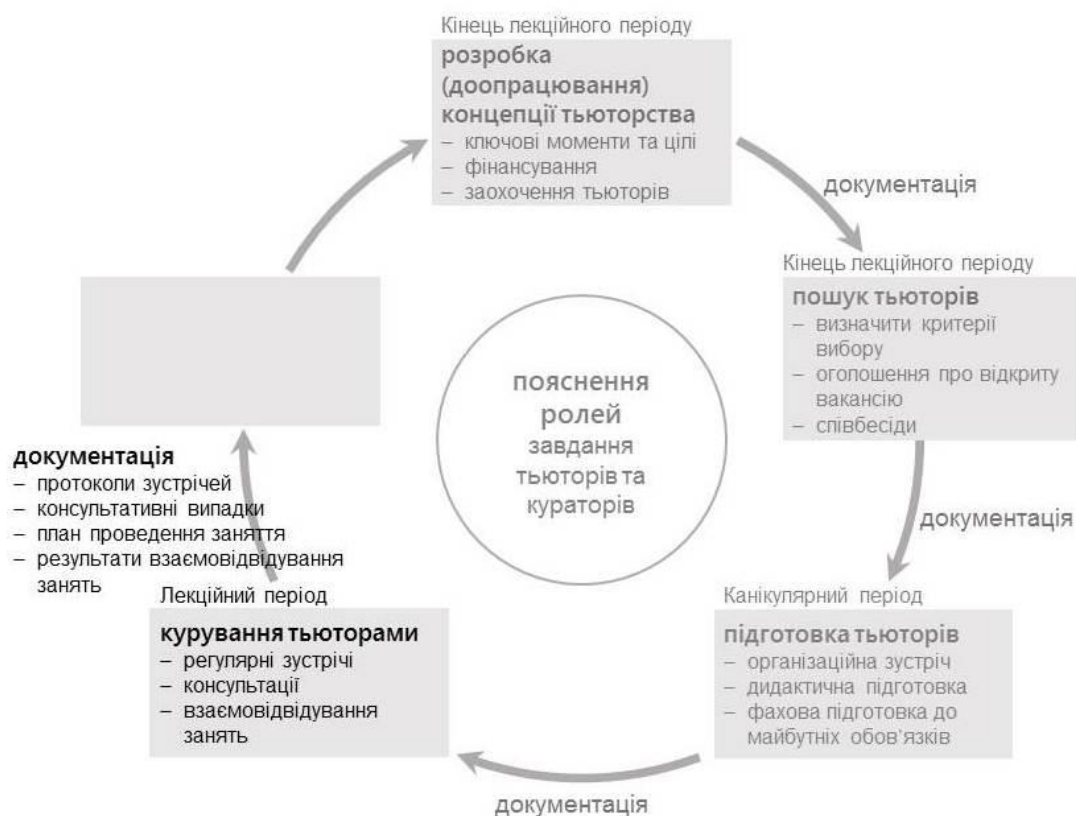 Кінець лекційного періоду
розробка
(доопрацювання)
концепції тьюторства
– ключові моменти та цілі
– фінансування
– заохочення тьюторів
документація
Кінець лекційного періоду
пошук тьюторів
– визначити критерії
вибору
– оголошення про відкриту
вакансію
– співбесіди
документація
Канікулярний період
підготовка тьюторів
– організаційна зустріч
– дидактична підготовка
– фахова підготовка до
майбутніх обов’язків
документація
Лекційний період
курування тьюторами
– регулярні зустрічі
– консультації
– взаємовідвідування
занять
документація
– протоколи зустрічей
– консультативні випадки
– план проведення заняття
– результати взаємовідвідування
занять
пояснення
ролей
завдання
тьюторів та
кураторів